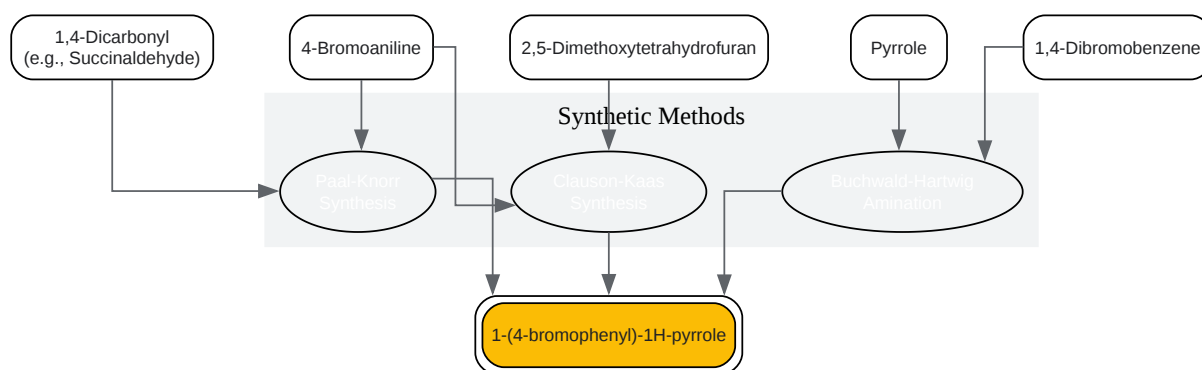 1,4-Dicarbonyl
(e.g., Succinaldehyde)
4-Bromoaniline
2,5-Dimethoxytetrahydrofuran
Pyrrole
1,4-Dibromobenzene
Synthetic Methods
Paal-Knorr
Synthesis
Clauson-Kaas
Synthesis
Buchwald-Hartwig
Amination
1-(4-bromophenyl)-1H-pyrrole